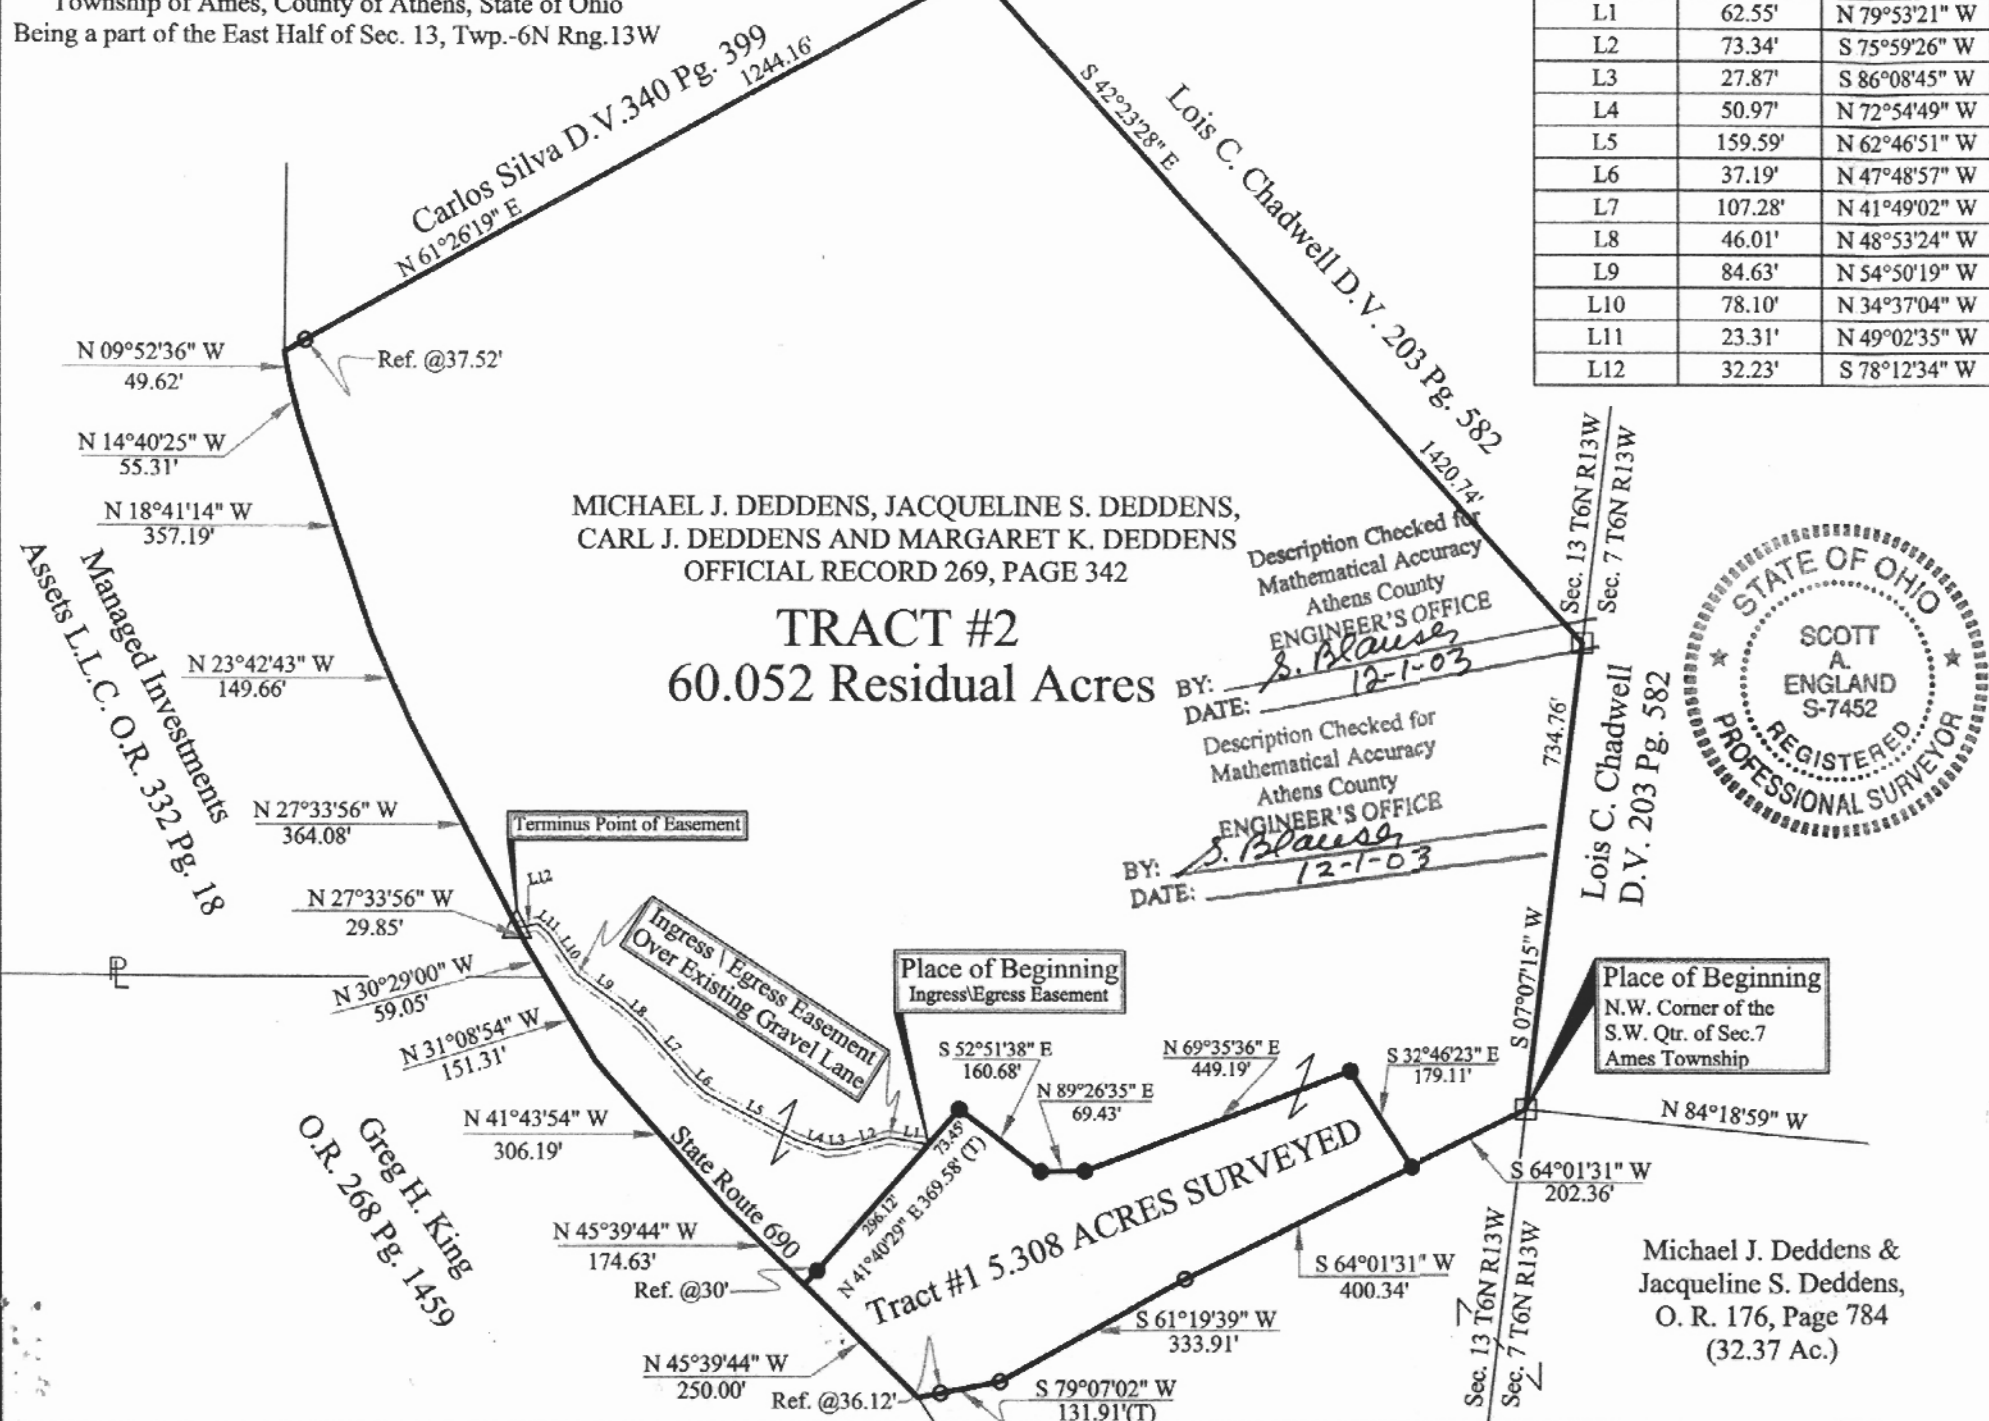 Township of Ames, County of Athens, State of Ohio
Being a part of the East Half of Sec. 13, Twp.-6N Rng.13W
L1 62.55' N 79°53'21" W
L2 73.34' S 75°59'26" W
L3 27.87' S 86°08'45" W
L4 50.97' N 72°54'49" W
L5 159.59' N 62°46'51" W
L6 37.19' N 47°48'57" W
L7 107.28' N 41°49'02" W
L8 46.01' N 48°53'24" W
L9 84.63' N 54°50'19" W
L10 78.10' N 34°37'04" W
L11 23.31' N 49°02'35" W
L12 32.23' S 78°12'34" W
Carlos Silva D.V.340 Pg. 399
1244.16'
N 61°26'19" E
S 42°23'28" E
Lois C. Chadwell D.V. 203 Pg. 582
1420.74'
N 09°52'36" W
49.62'
Ref. @37.52'
N 14°40'25" W
55.31'
N 18°41'14" W
357.19'
Managed Investments
Assets L.L.C. O.R. 332 Pg. 18
N 23°42'43" W
149.66'
N 27°33'56" W
364.08'
N 27°33'56" W
29.85'
PL
N 30°29'00" W
59.05'
N 31°08'54" W
151.31'
N 41°43'54" W
306.19'
Greg H. King
O.R. 268 Pg. 1459
N 45°39'44" W
174.63'
Ref. @30'
N 45°39'44" W
250.00'
Ref. @36.12'
State Route 690
MICHAEL J. DEDDENS, JACQUELINE S. DEDDENS,
CARL J. DEDDENS AND MARGARET K. DEDDENS
OFFICIAL RECORD 269, PAGE 342
TRACT #2
60.052 Residual Acres
Description Checked for
Mathematical Accuracy
Athens County
ENGINEER'S OFFICE
BY: S. Blauser
DATE: 12-1-03
Description Checked for
Mathematical Accuracy
Athens County
ENGINEER'S OFFICE
BY: S. Blauser
DATE: 12-1-03
Sec. 13 T6N R13W
Sec. 7 T6N R13W
STATE OF OHIO
SCOTT
A.
ENGLAND
S-7452
REGISTERED
PROFESSIONAL SURVEYOR
734.76'
Lois C. Chadwell
D.V. 203 Pg. 582
S 07°07'15" W
Terminus Point of Easement
L12
L11
L10
L9
L8
L7
L6
L5
L4
L3
L2
L1
Ingress \ Egress Easement
Over Existing Gravel Lane
Place of Beginning
Ingress\Egress Easement
Place of Beginning
N.W. Corner of the
S.W. Qtr. of Sec.7
Ames Township
S 52°51'38" E
160.68'
N 89°26'35" E
69.43'
N 69°35'36" E
449.19'
S 32°46'23" E
179.11'
N 84°18'59" W
73.45'
296.12'
N 41°40'29" E 369.58' (T)
Tract #1 5.308 ACRES SURVEYED
S 64°01'31" W
202.36'
S 64°01'31" W
400.34'
S 61°19'39" W
333.91'
S 79°07'02" W
131.91'(T)
Sec. 13 T6N R13W
Sec. 7 T6N R13W
7
Michael J. Deddens &
Jacqueline S. Deddens,
O. R. 176, Page 784
(32.37 Ac.)